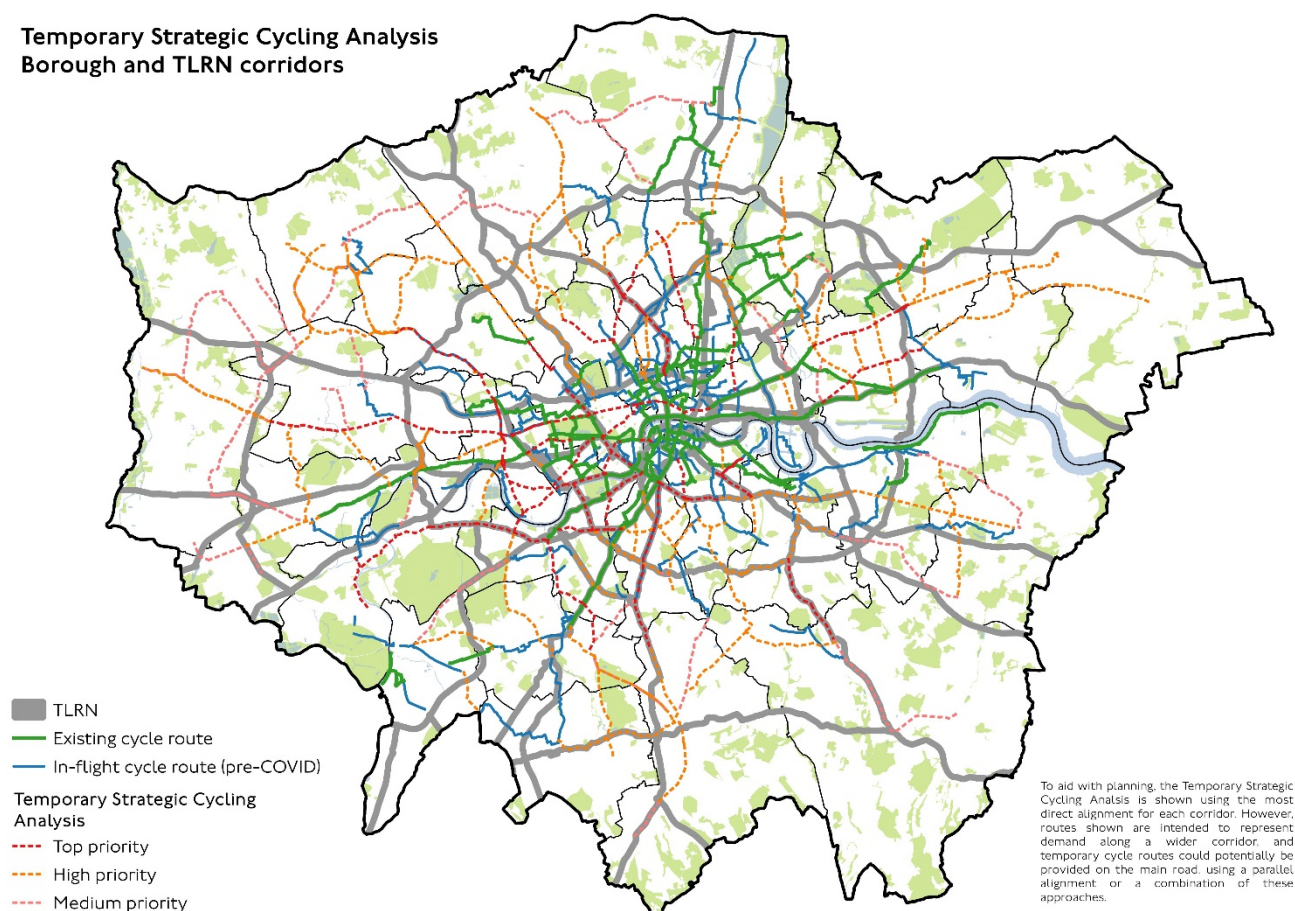 Temporary Strategic Cycling Analysis
Borough and TLRN corridors
TLRN
Existing cycle route
In-flight cycle route (pre-COVID)
Temporary Strategic Cycling
Analysis
Top priority
High priority
Medium priority
To aid with planning, the Temporary Strategic
Cycling Analsis is shown using the most
direct alignment for each corridor. However,
routes shown are intended to represent
demand along a wider corridor, and
temporary cycle routes could potentially be
provided on the main road, using a parallel
alignment or a combination of these
approaches.